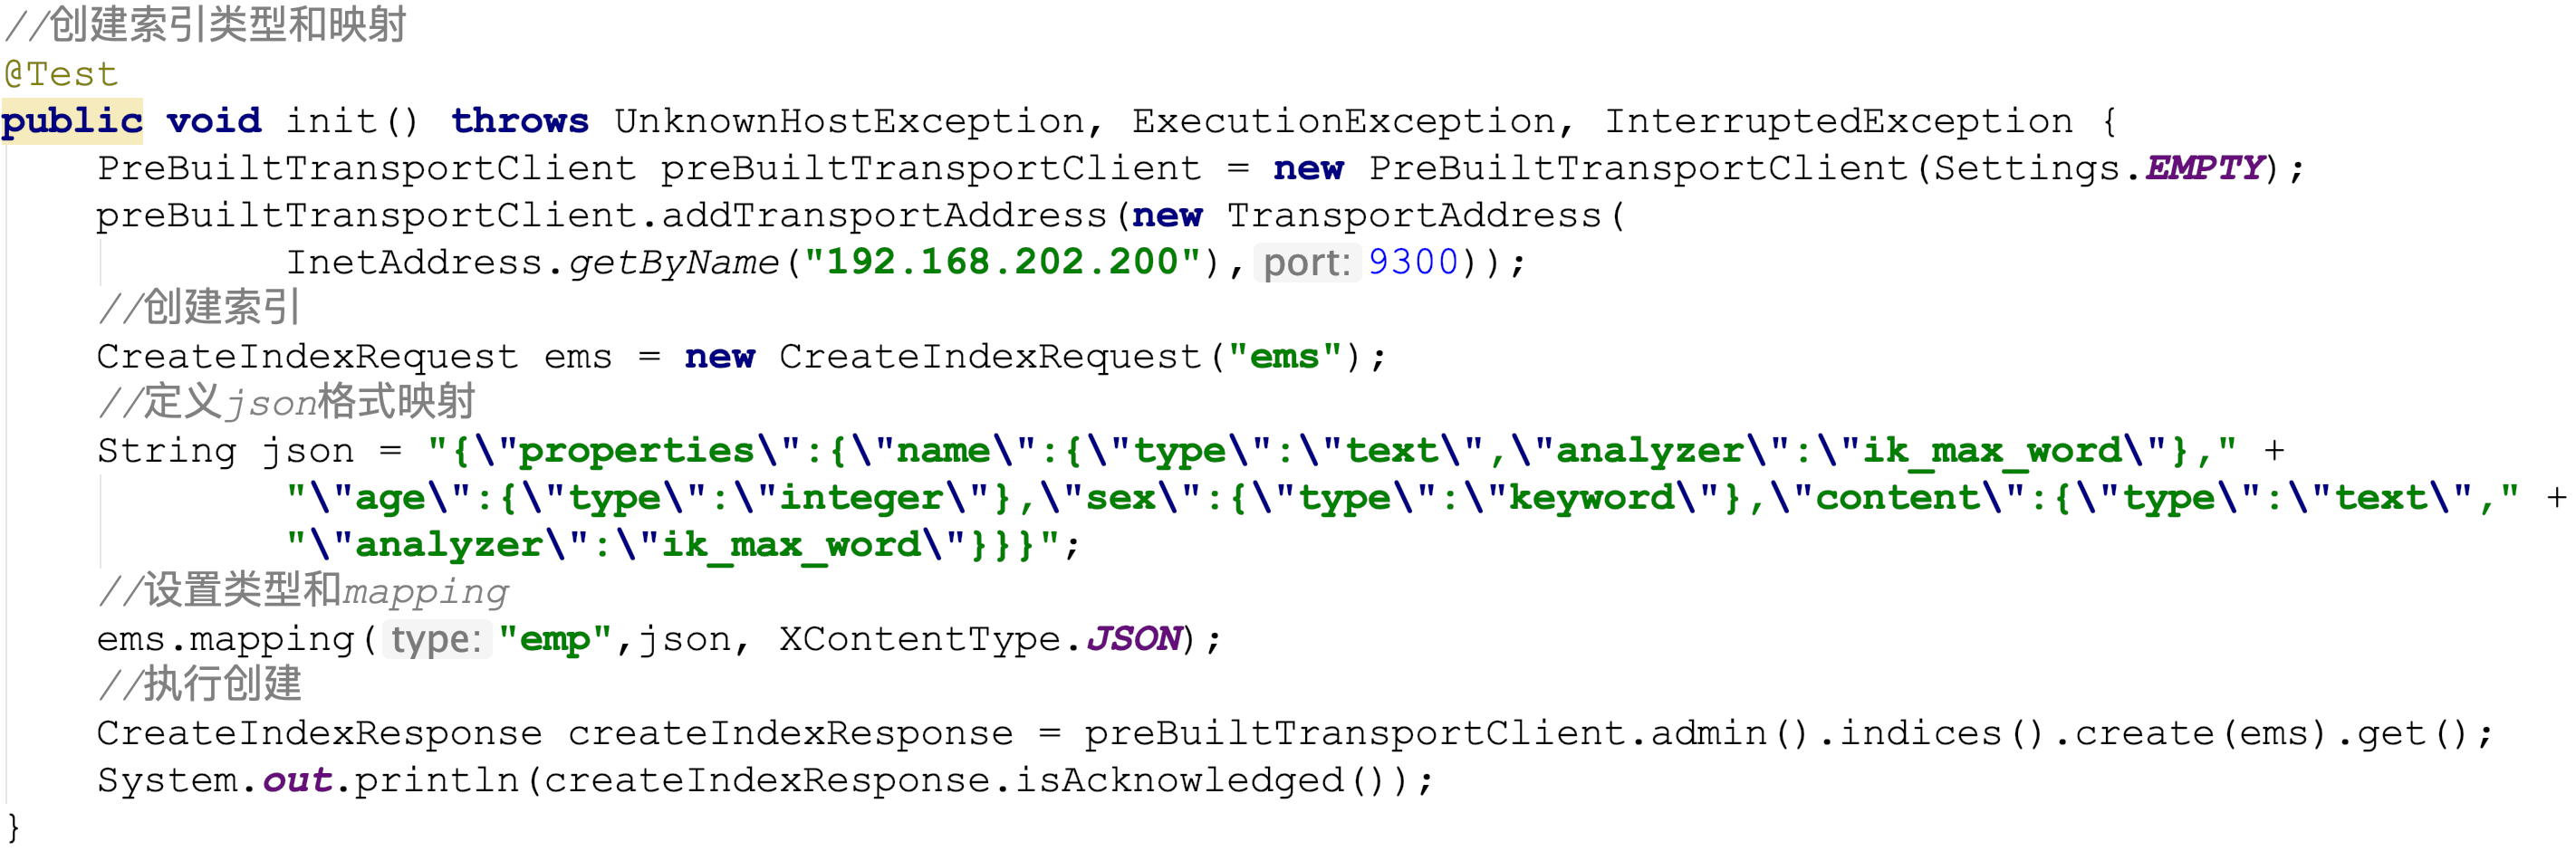 //创建索引类型和映射
@Test
public void init() throws UnknownHostException, ExecutionException, InterruptedException {
    PreBuiltTransportClient preBuiltTransportClient = new PreBuiltTransportClient(Settings.EMPTY);
    preBuiltTransportClient.addTransportAddress(new TransportAddress(
            InetAddress.getByName("192.168.202.200"), port: 9300));
    //创建索引
    CreateIndexRequest ems = new CreateIndexRequest("ems");
    //定义json格式映射
    String json = "{\"properties\":{\"name\":{\"type\":\"text\",\"analyzer\":\"ik_max_word\"}," +
            "\"age\":{\"type\":\"integer\"},\"sex\":{\"type\":\"keyword\"},\"content\":{\"type\":\"text\"," +
            "\"analyzer\":\"ik_max_word\"}}}";
    //设置类型和mapping
    ems.mapping( type: "emp",json, XContentType.JSON);
    //执行创建
    CreateIndexResponse createIndexResponse = preBuiltTransportClient.admin().indices().create(ems).get();
    System.out.println(createIndexResponse.isAcknowledged());
}